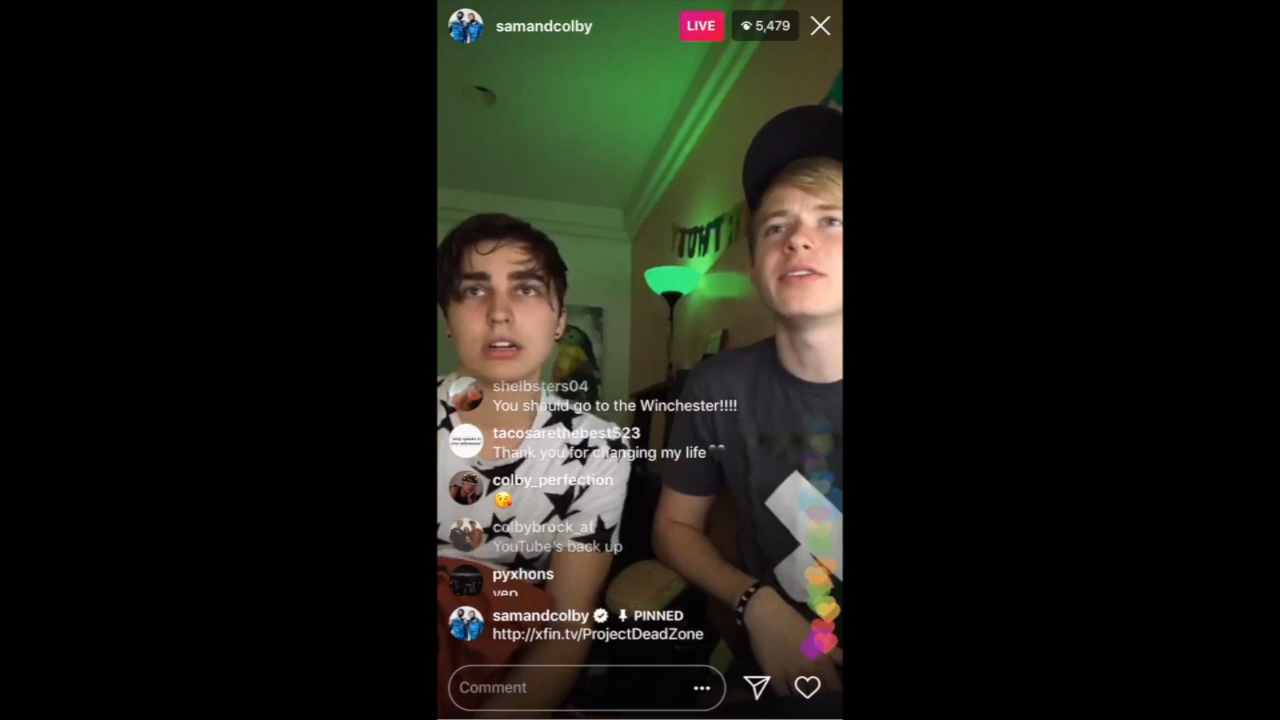 samandcolby
LIVE 5,479
shelbsters04
You should go to the Winchester!!!!
tacosarethebest523
Thank you for changing my life🖤
colby_perfection
😘
colbybrock_af
YouTube's back up
pyxhons
yep
samandcolby PINNED
http://xfin.tv/ProjectDeadZone
Comment